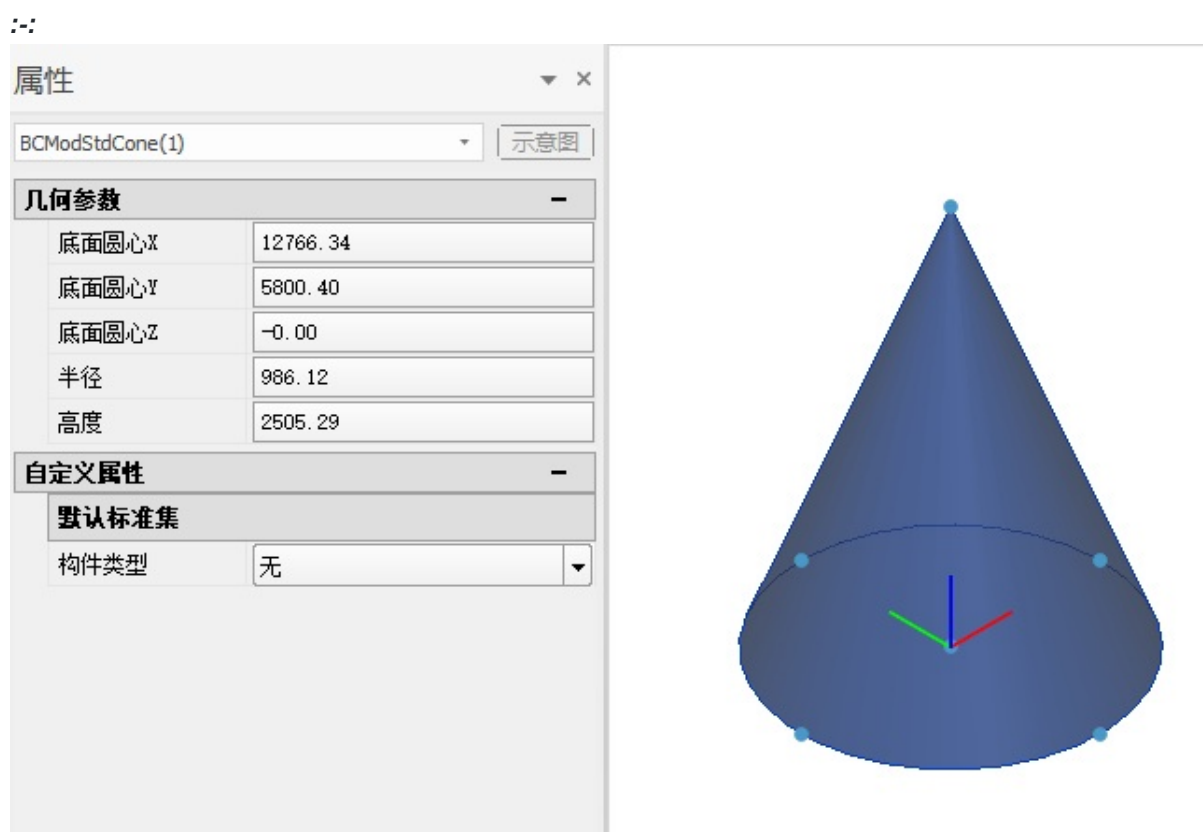 :-:
属性
BCModStdCone(1)
示意图
几何参数
底面圆心X 12766.34
底面圆心Y 5800.40
底面圆心Z -0.00
半径 986.12
高度 2505.29
自定义属性
默认标准集
构件类型 无